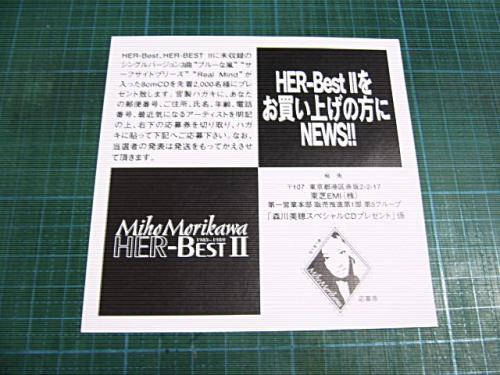 HER-Best、HER-BEST IIに未収録の
シングルバージョン3曲"ブルーな嵐""サ
ーフサイドブリーズ""Real Mind"が
入った8cmCDを先着2,000名様にプレ
ゼント致します。官製ハガキに、あなた
の郵便番号、ご住所、氏名、年齢、電話
番号、最近気になるアーティストを明記
の上、右下の応募券を切り取り、ハガ
キに貼って下記へご応募下さい。なお、
当選者の発表は発送をもってかえさせ
て頂きます。
HER-Best IIを
お買い上げの方に
NEWS!!
宛先
〒107 東京都港区赤坂2-2-17
東芝EMI(株)
第一営業本部 販売推進第1部 第5グループ
「森川美穂スペシャルCDプレゼント」係
Miho Morikawa
1985~1989
HER-BEST II
応募券